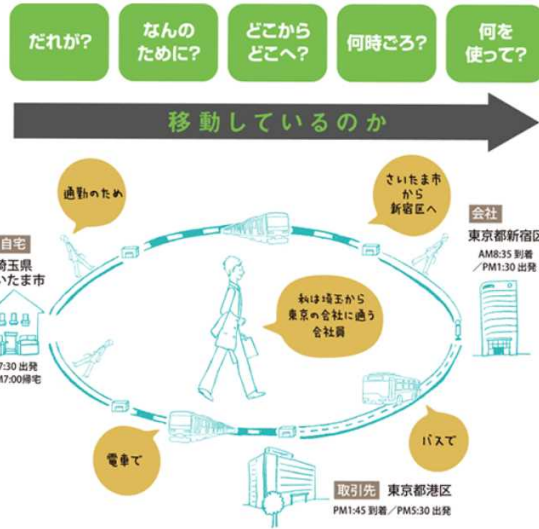 だれが?
なんの
ために?
どこから
どこへ?
何時ごろ?
何を
使って?
移動しているのか
通勤のため
さいたま市
から
新宿区へ
会社
東京都新宿区
AM8:35 到着
／PM1:30 出発
自宅
埼玉県
いたま市
私は埼玉から
東京の会社に通う
会社員
7:30 出発
M7:00帰宅
電車で
バスで
取引先 東京都港区
PM1:45 到着／PM5:30 出発